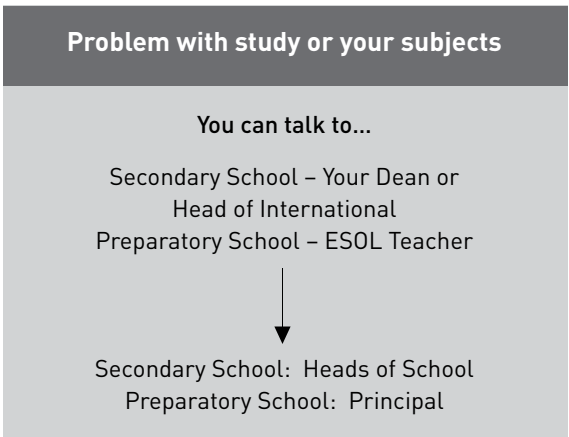 Problem with study or your subjects
You can talk to...
Secondary School – Your Dean or
Head of International
Preparatory School – ESOL Teacher
Secondary School:  Heads of School
Preparatory School:  Principal